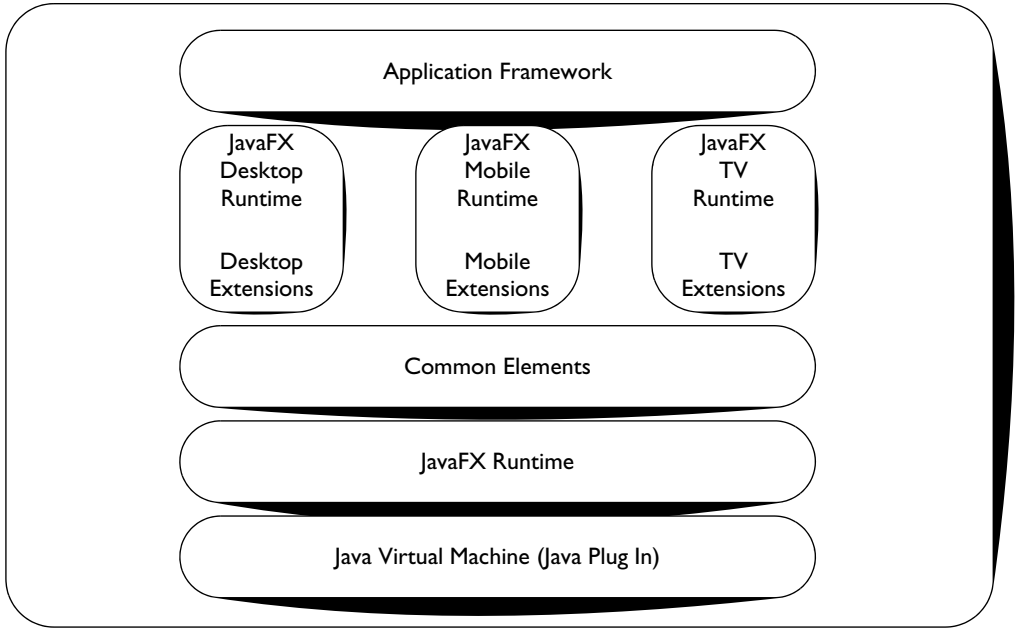 Application Framework
JavaFX
Desktop
Runtime
Desktop
Extensions
JavaFX
Mobile
Runtime
Mobile
Extensions
JavaFX
TV
Runtime
TV
Extensions
Common Elements
JavaFX Runtime
Java Virtual Machine (Java Plug In)